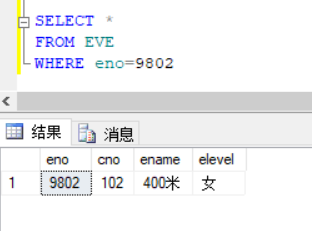 SELECT *
FROM EVE
WHERE eno=9802
结果 消息
eno cno ename elevel
1 9802 102 400米 女